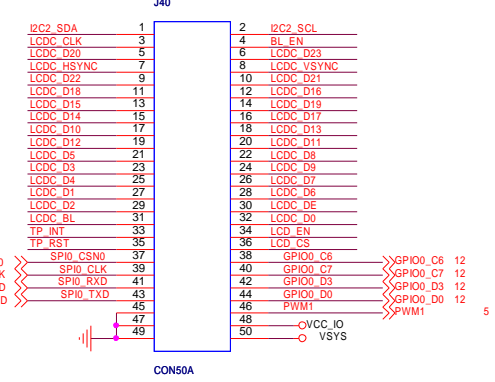 J40
I2C2_SDA 1 2 I2C2_SCL
LCDC_CLK 3 4 BL_EN
LCDC_D20 5 6 LCDC_D23
LCDC_HSYNC 7 8 LCDC_VSYNC
LCDC_D22 9 10 LCDC_D21
LCDC_D18 11 12 LCDC_D16
LCDC_D15 13 14 LCDC_D19
LCDC_D14 15 16 LCDC_D17
LCDC_D10 17 18 LCDC_D13
LCDC_D12 19 20 LCDC_D11
LCDC_D5 21 22 LCDC_D8
LCDC_D3 23 24 LCDC_D9
LCDC_D4 25 26 LCDC_D7
LCDC_D1 27 28 LCDC_D6
LCDC_D2 29 30 LCDC_DE
LCDC_BL 31 32 LCDC_D0
TP_INT 33 34 LCD_EN
TP_RST 35 36 LCD_CS
0 SPI0_CSN0 37 38 GPIO0_C6 GPIO0_C6 12
K SPI0_CLK 39 40 GPIO0_C7 GPIO0_C7 12
D SPI0_RXD 41 42 GPIO0_D3 GPIO0_D3 12
D SPI0_TXD 43 44 GPIO0_D0 GPIO0_D0 12
45 46 PWM1 PWM1 5
47 48 VCC_IO
49 50 VSYS
CON50A